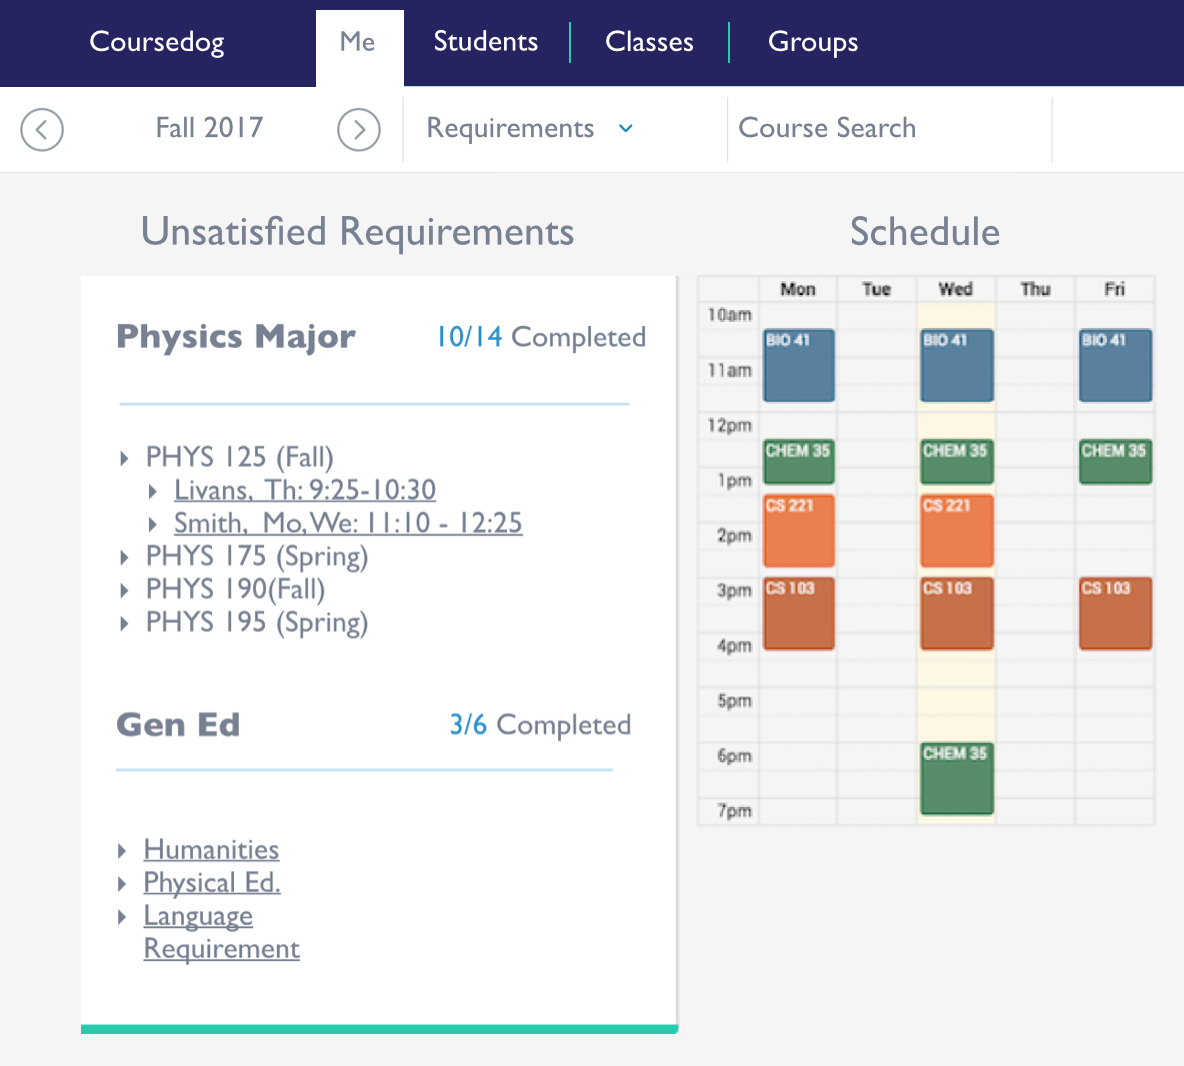 Coursedog Me Students Classes Groups
Fall 2017 Requirements Course Search
Unsatisfied Requirements
Physics Major 10/14 Completed
PHYS 125 (Fall)
Livans, Th: 9:25-10:30
Smith, Mo,We: 11:10 - 12:25
PHYS 175 (Spring)
PHYS 190(Fall)
PHYS 195 (Spring)
Gen Ed 3/6 Completed
Humanities
Physical Ed.
Language
Requirement
Schedule
Mon Tue Wed Thu Fri
10am
BIO 41 BIO 41 BIO 41
11am
12pm
CHEM 35 CHEM 35 CHEM 35
1pm
CS 221 CS 221
2pm
3pm CS 103 CS 103 CS 103
4pm
5pm
6pm CHEM 35
7pm